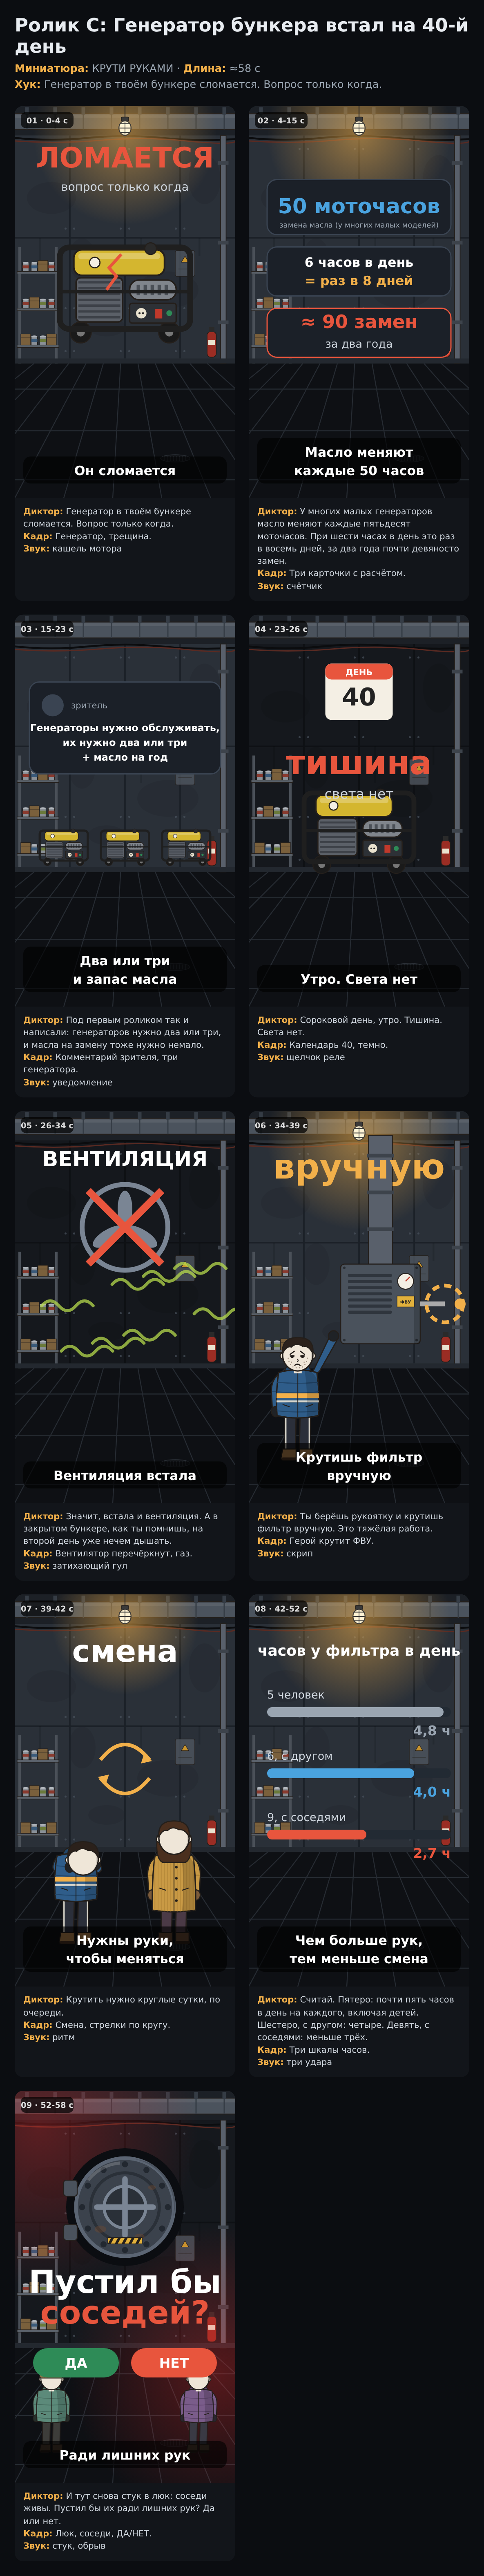 Ролик C: Генератор бункера встал на 40-й
день
Миниатюра: КРУТИ РУКАМИ · Длина: ≈58 с
Хук: Генератор в твоём бункере сломается. Вопрос только когда.
01 · 0-4 с
ЛОМАЕТСЯ
вопрос только когда
Он сломается
Диктор: Генератор в твоём бункере
сломается. Вопрос только когда.
Кадр: Генератор, трещина.
Звук: кашель мотора
02 · 4-15 с
50 моточасов
замена масла (у многих малых моделей)
6 часов в день
= раз в 8 дней
≈ 90 замен
за два года
Масло меняют
каждые 50 часов
Диктор: У многих малых генераторов
масло меняют каждые пятьдесят
моточасов. При шести часах в день это раз
в восемь дней, за два года почти девяносто
замен.
Кадр: Три карточки с расчётом.
Звук: счётчик
03 · 15-23 с
зритель
Генераторы нужно обслуживать,
их нужно два или три
+ масло на год
Два или три
и запас масла
Диктор: Под первым роликом так и
написали: генераторов нужно два или три,
и масла на замену тоже нужно немало.
Кадр: Комментарий зрителя, три
генератора.
Звук: уведомление
04 · 23-26 с
ДЕНЬ
40
тишина
света нет
Утро. Света нет
Диктор: Сороковой день, утро. Тишина.
Света нет.
Кадр: Календарь 40, темно.
Звук: щелчок реле
05 · 26-34 с
ВЕНТИЛЯЦИЯ
Вентиляция встала
Диктор: Значит, встала и вентиляция. А в
закрытом бункере, как ты помнишь, на
второй день уже нечем дышать.
Кадр: Вентилятор перечёркнут, газ.
Звук: затихающий гул
06 · 34-39 с
вручную
ФВУ
Крутишь фильтр
вручную
Диктор: Ты берёшь рукоятку и крутишь
фильтр вручную. Это тяжёлая работа.
Кадр: Герой крутит ФВУ.
Звук: скрип
07 · 39-42 с
смена
Нужны руки,
чтобы меняться
Диктор: Крутить нужно круглые сутки, по
очереди.
Кадр: Смена, стрелки по кругу.
Звук: ритм
08 · 42-52 с
часов у фильтра в день
5 человек
4,8 ч
6, с другом
4,0 ч
9, с соседями
2,7 ч
Чем больше рук,
тем меньше смена
Диктор: Считай. Пятеро: почти пять часов
в день на каждого, включая детей.
Шестеро, с другом: четыре. Девять, с
соседями: меньше трёх.
Кадр: Три шкалы часов.
Звук: три удара
09 · 52-58 с
Пустил бы
соседей?
ДА
НЕТ
Ради лишних рук
Диктор: И тут снова стук в люк: соседи
живы. Пустил бы их ради лишних рук? Да
или нет.
Кадр: Люк, соседи, ДА/НЕТ.
Звук: стук, обрыв